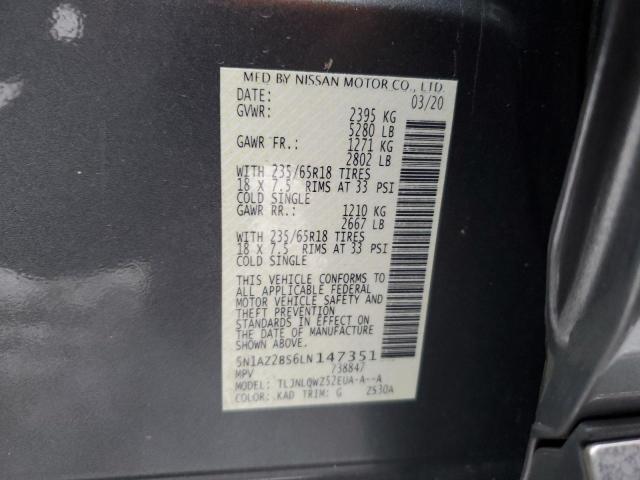 MFD BY NISSAN MOTOR CO., LTD.
DATE: 03/20
GVWR: 2395 KG
5280 LB
GAWR FR.: 1271 KG
2802 LB
WITH 235/65R18 TIRES
18 X 7.5 RIMS AT 33 PSI
COLD SINGLE
GAWR RR.: 1210 KG
2667 LB
WITH 235/65R18 TIRES
18 X 7.5 RIMS AT 33 PSI
COLD SINGLE
THIS VEHICLE CONFORMS TO
ALL APPLICABLE FEDERAL
MOTOR VEHICLE SAFETY AND
THEFT PREVENTION
STANDARDS IN EFFECT ON
THE DATE OF MANUFACTURE
SHOWN ABOVE.
5N1AZ2BS6LN147351
MPV 738847
TYPE: TLJNLQWZ52EUA-A--A
COLOR: KAD TRIM: G 2530A